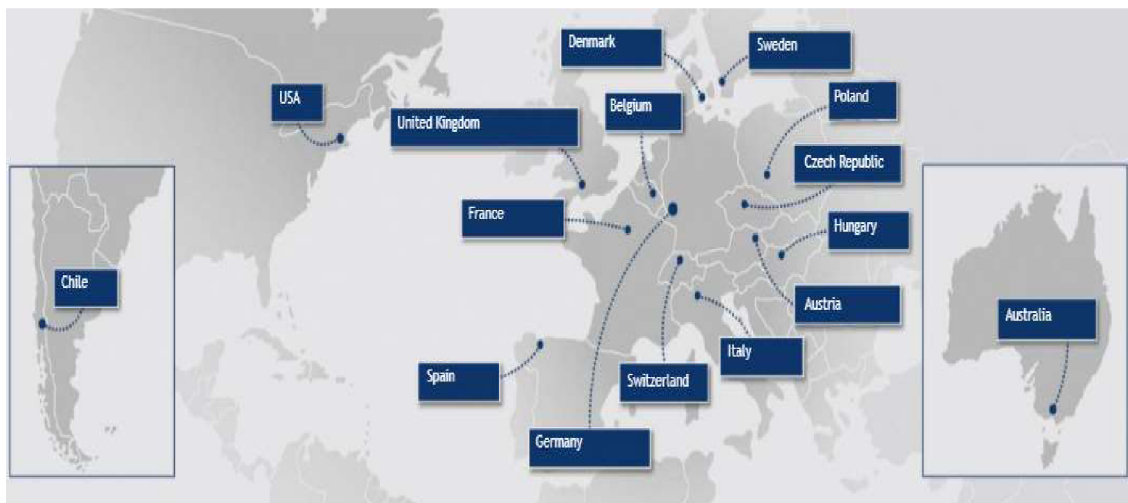 Denmark
Sweden
USA
Belgium
Poland
United Kingdom
Czech Republic
France
Hungary
Chile
Austria
Australia
Italy
Spain
Switzerland
Germany